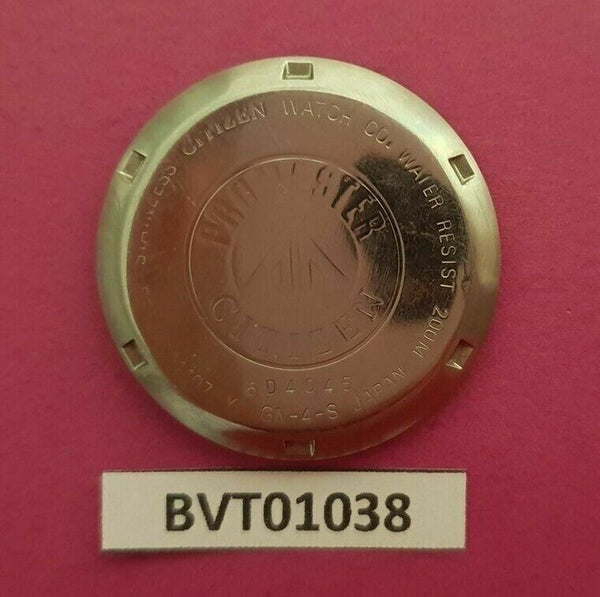 STAINLESS CITIZEN WATCH CO. WATER RESIST 200M
PROMASTER
CITIZEN
6D4045
GN-4-S JAPAN
BVT01038